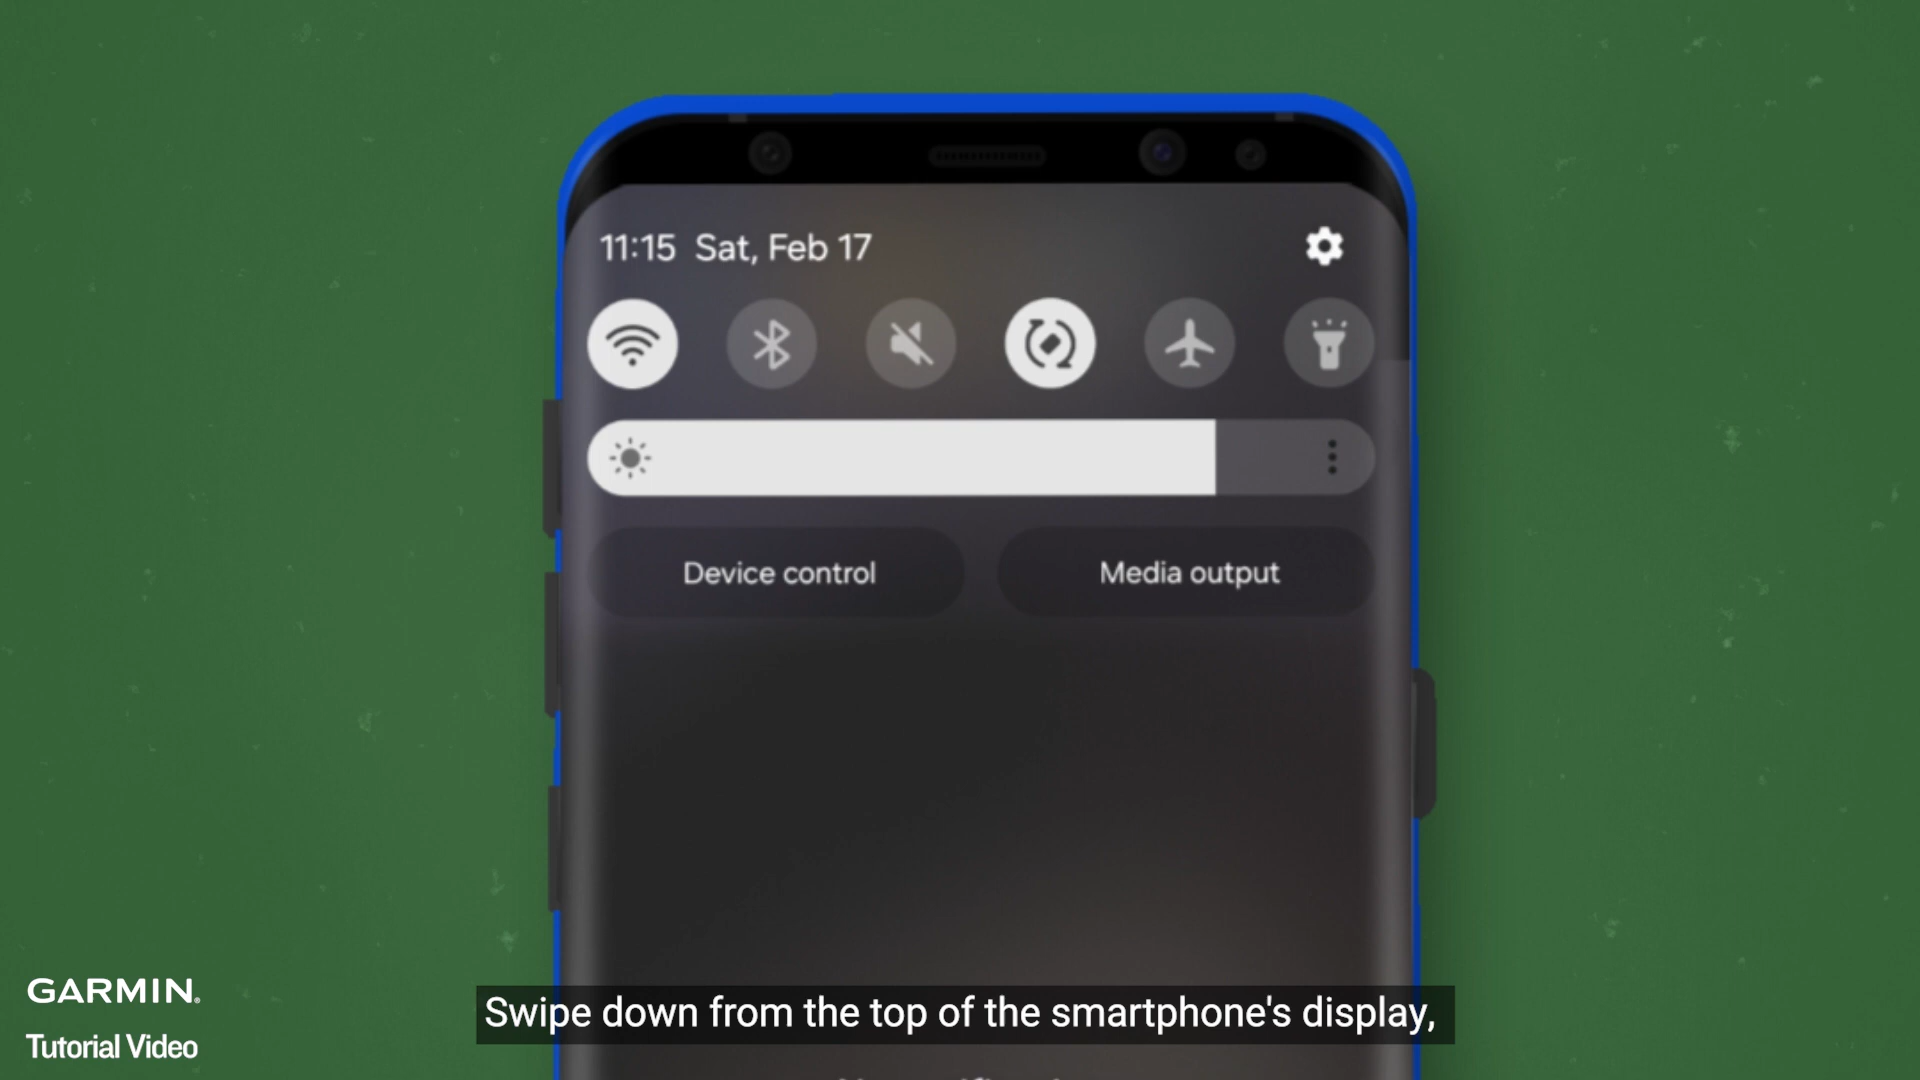 11:15 Sat, Feb 17
Device control
Media output
Swipe down from the top of the smartphone's display,
GARMIN®
Tutorial Video